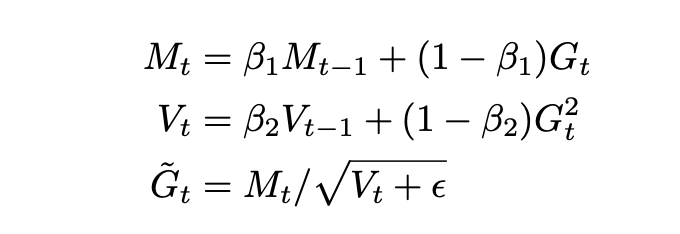 M_t = β_1 M_{t−1} + (1 − β_1)G_t
V_t = β_2 V_{t−1} + (1 − β_2)G_t^2
G̃_t = M_t/√(V_t + ϵ)